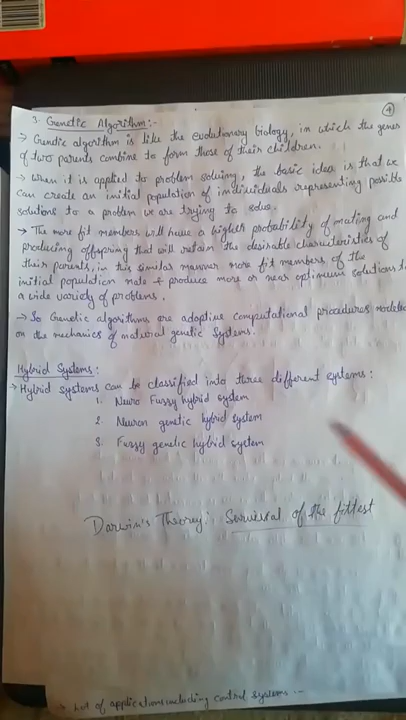 4
3. Genetic Algorithm:-
→ Genetic algorithm is like the evolutionary biology, in which the genes
of two parents combine to form those of their children.
→ When it is applied to problem solving, the basic idea is that we
can create an initial population of individuals representing possible
solutions to a problem we are trying to solve.
→ The more fit members will have a higher probability of mating and
producing offspring that will retain the desirable characteristics of
their parents, in this similar manner more fit members of the
initial population mate & produce more or near optimum solutions to
a wide variety of problems.
→ So Genetic algorithms are adaptive computational procedures modelled
on the mechanics of natural genetic systems.
Hybrid Systems:
→ Hybrid systems can be classified into three different systems:
1. Neuro Fuzzy hybrid system
2. Neuron genetic hybrid system
3. Fuzzy genetic hybrid system
Darwin's Theory: Survival of the fittest
→ lot of applications including control systems --